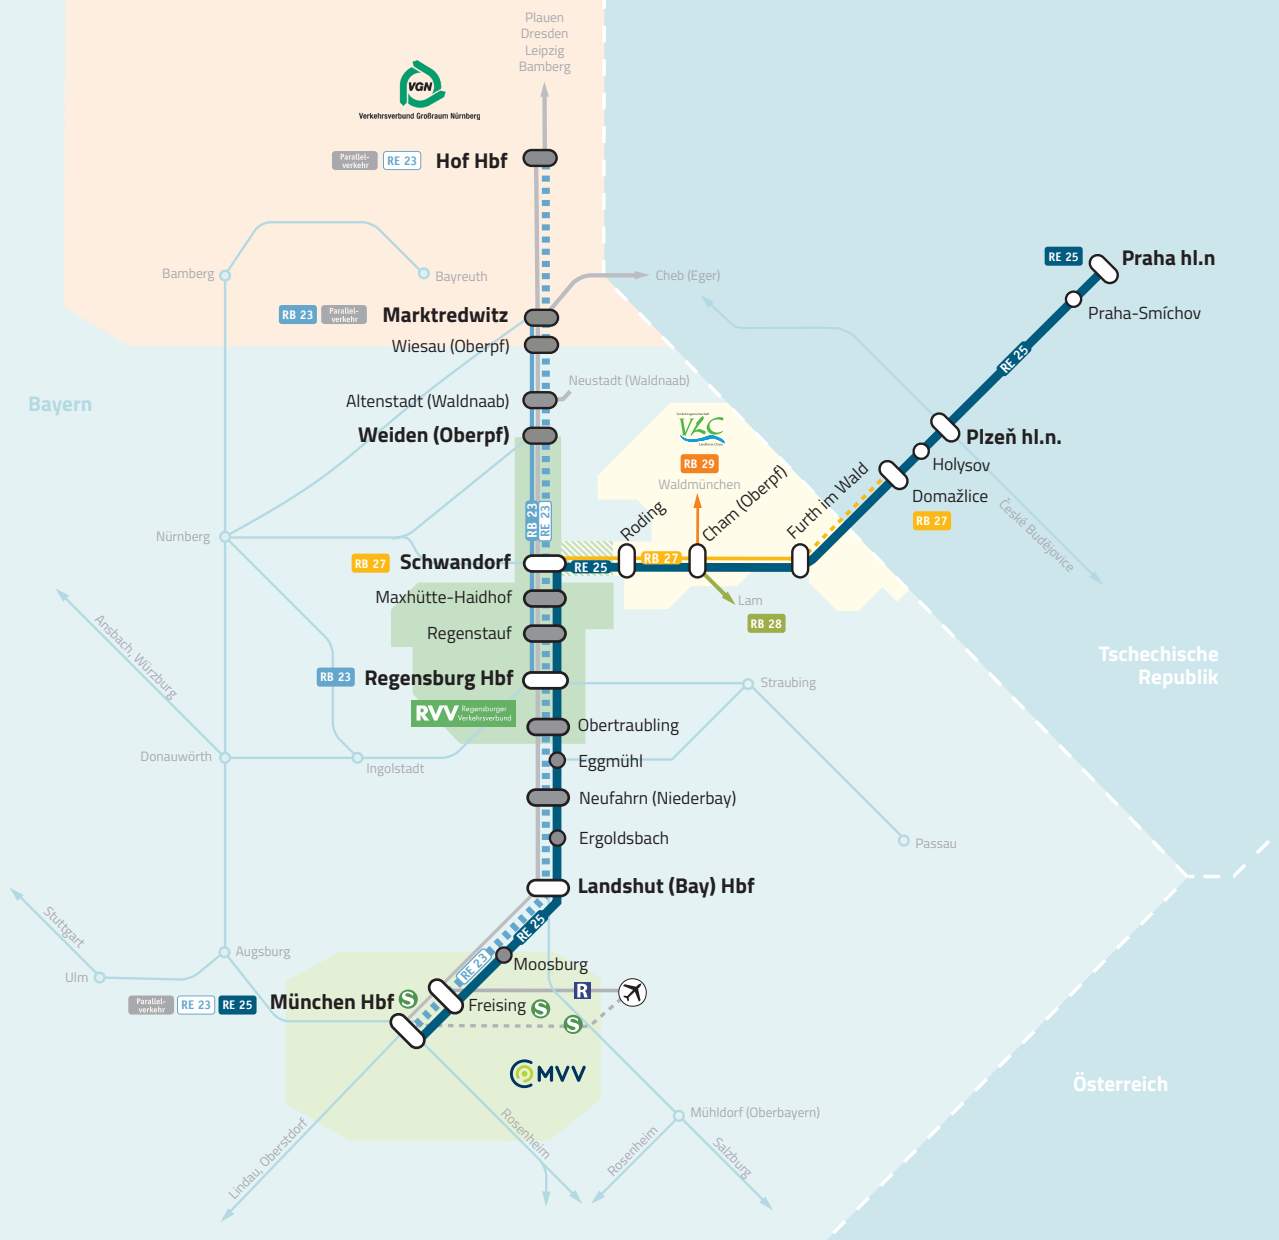 Plauen
Dresden
Leipzig
Bamberg
VGN
Verkehrsverbund Großraum Nürnberg
Parallel-
verkehr
RE 23
Hof Hbf
Bamberg
Bayreuth
Cheb (Eger)
RE 25
Praha hl.n
Praha-Smíchov
RB 23
Parallel-
verkehr
Marktredwitz
Wiesau (Oberpf)
RE 25
Bayern
Neustadt (Waldnaab)
Altenstadt (Waldnaab)
Weiden (Oberpf)
VLC
RB 29
Waldmünchen
Plzeň hl.n.
Holysov
Domažlice
RB 27
České Budějovice
RB 23
RE 23
Roding
Cham (Oberpf)
Furth im Wald
Nürnberg
RB 27
Schwandorf
RE 25
RB 27
Maxhütte-Haidhof
Lam
RB 28
Regenstauf
Ansbach, Würzburg
Tschechische
Republik
RB 23
Regensburg Hbf
Straubing
RVV
Regensburger
Verkehrsverbund
Obertraubling
Donauwörth
Ingolstadt
Eggmühl
Neufahrn (Niederbay)
Ergoldsbach
Passau
Landshut (Bay) Hbf
Stuttgart
RE 25
Augsburg
RE 23
Moosburg
Ulm
Parallel-
verkehr
RE 23
RE 25
München Hbf
S
Freising
S
R
S
MVV
Österreich
Mühldorf (Oberbayern)
Lindau, Oberstdorf
Rosenheim
Rosenheim
Salzburg